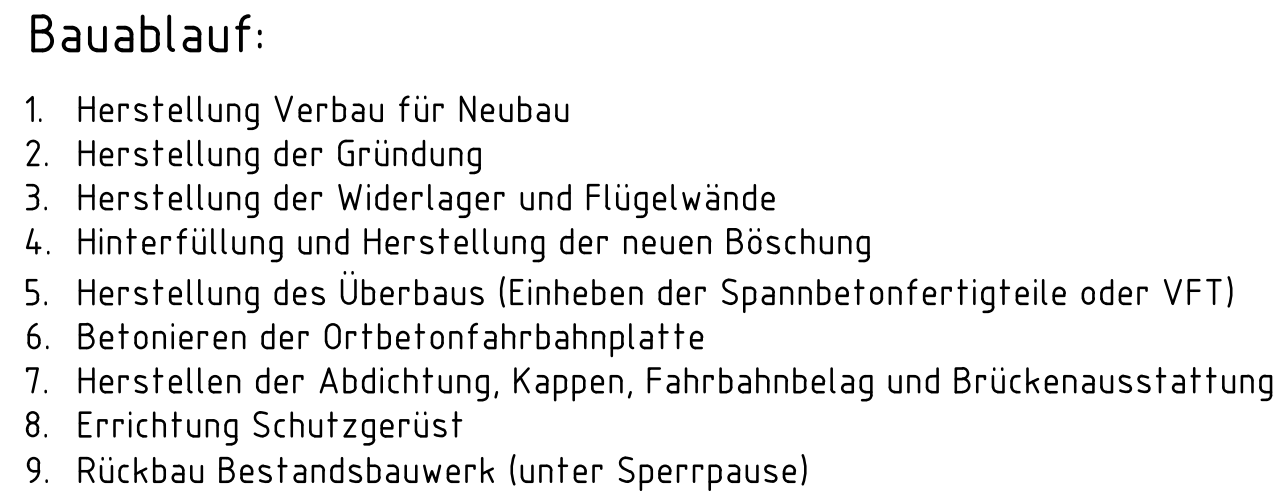 Bauablauf:
1. Herstellung Verbau für Neubau
2. Herstellung der Gründung
3. Herstellung der Widerlager und Flügelwände
4. Hinterfüllung und Herstellung der neuen Böschung
5. Herstellung des Überbaus (Einheben der Spannbetonfertigteile oder VFT)
6. Betonieren der Ortbetonfahrbahnplatte
7. Herstellen der Abdichtung, Kappen, Fahrbahnbelag und Brückenausstattung
8. Errichtung Schutzgerüst
9. Rückbau Bestandsbauwerk (unter Sperrpause)